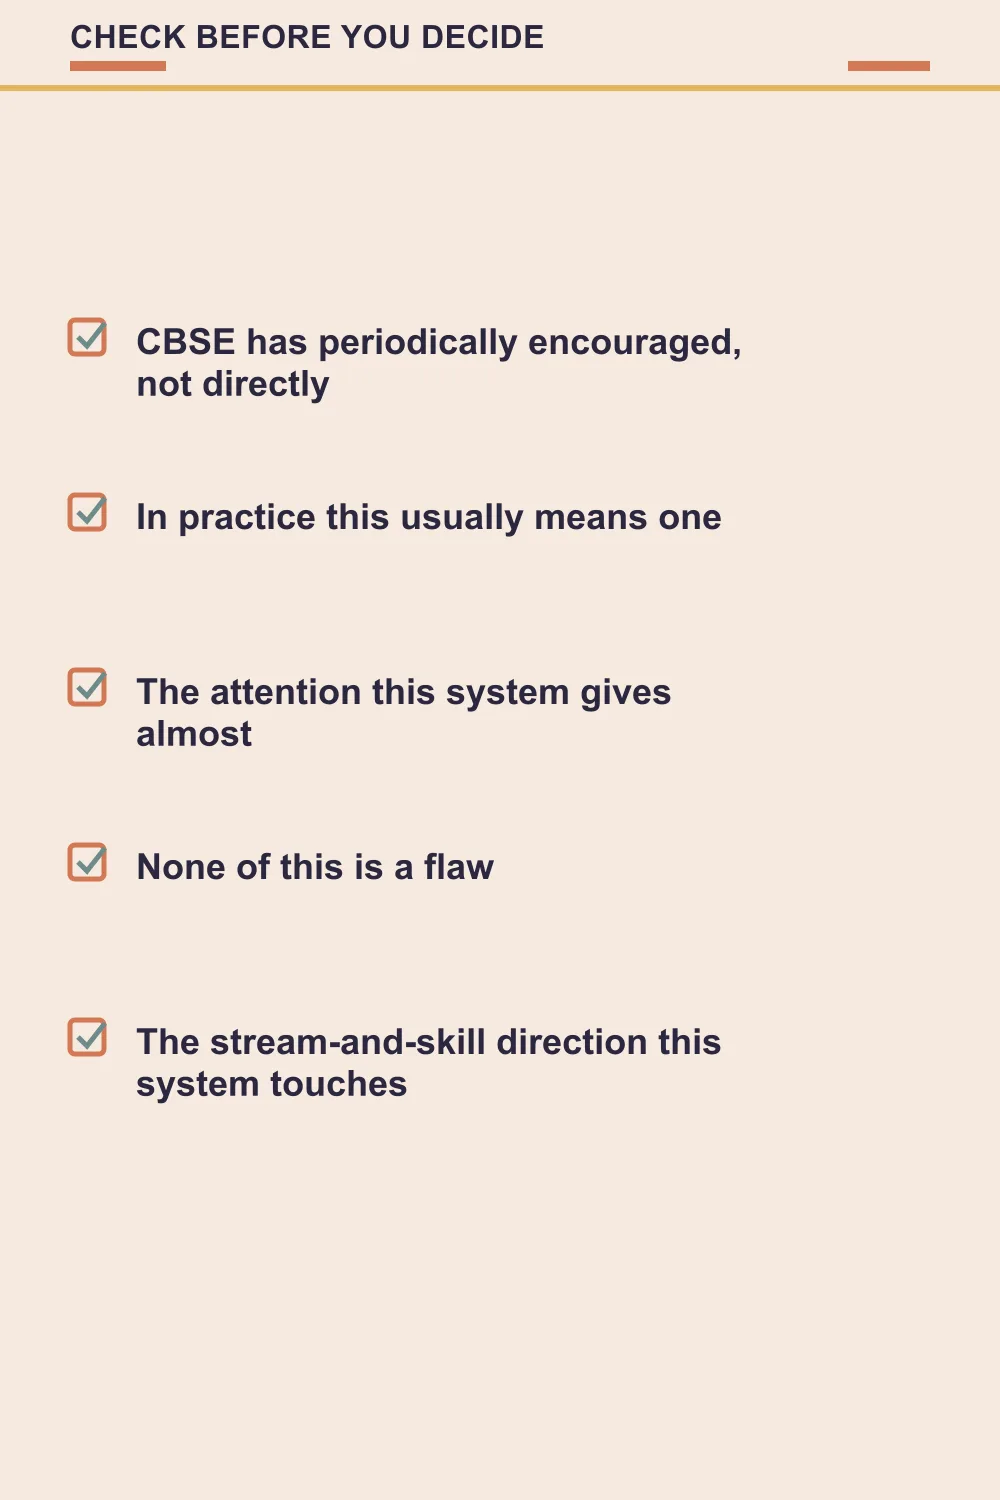 CHECK BEFORE YOU DECIDE
CBSE has periodically encouraged,
not directly
In practice this usually means one
The attention this system gives
almost
None of this is a flaw
The stream-and-skill direction this
system touches